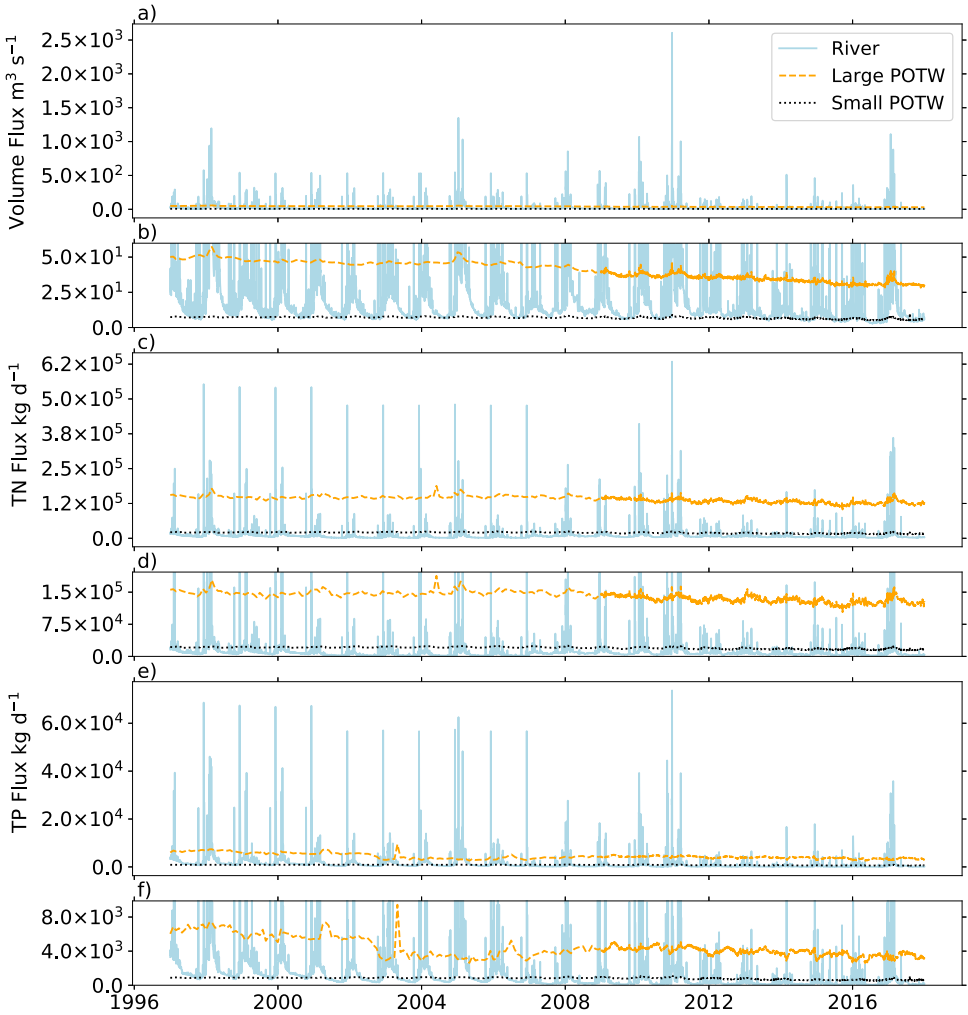 a)
Volume Flux m³ s⁻¹
2.5×10³
2.0×10³
1.5×10³
1.0×10³
5.0×10²
0.0
River
Large POTW
Small POTW
b)
5.0×10¹
2.5×10¹
0.0
c)
TN Flux kg d⁻¹
6.2×10⁵
5.0×10⁵
3.8×10⁵
2.5×10⁵
1.2×10⁵
0.0
d)
1.5×10⁵
7.5×10⁴
0.0
e)
TP Flux kg d⁻¹
6.0×10⁴
4.0×10⁴
2.0×10⁴
0.0
f)
8.0×10³
4.0×10³
0.0
1996 2000 2004 2008 2012 2016